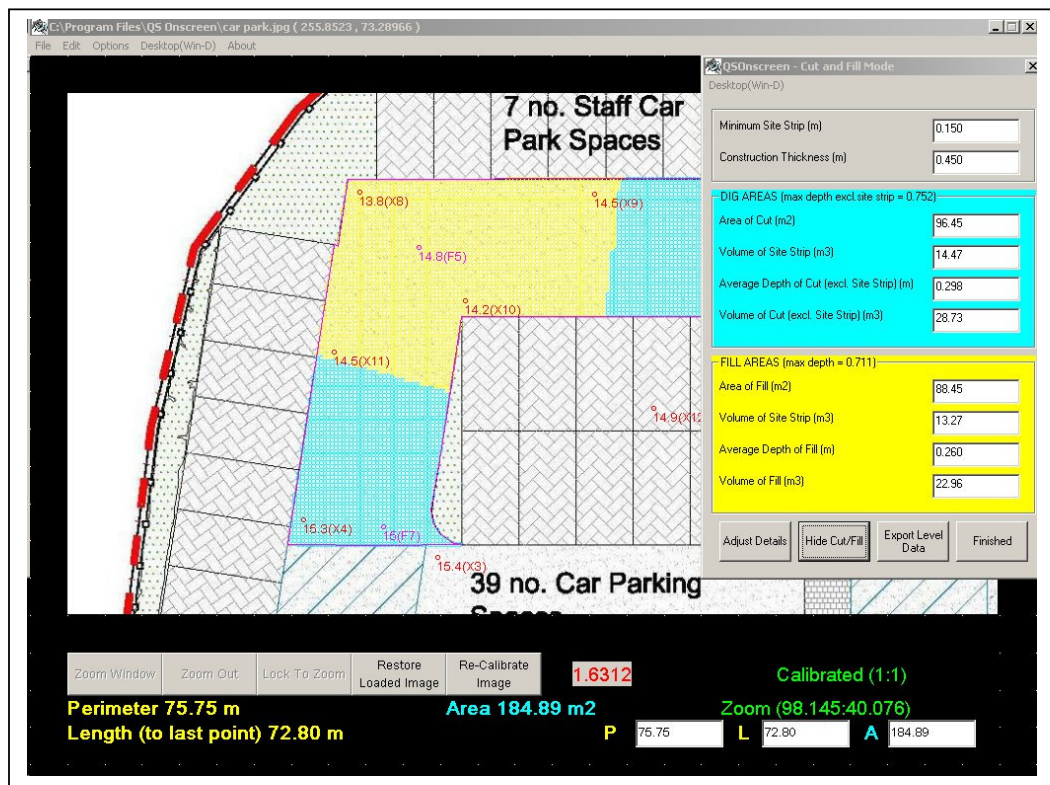 C:\Program Files\QS Onscreen\car park.jpg ( 255.8523 , 73.28966 )
File Edit Options Desktop(Win-D) About
7 no. Staff Car
Park Spaces
13.8(X8)
14.5(X9)
14.8(F5)
14.2(X10)
14.5(X11)
14.9(X12
15.3(X4)
16(F7)
15.4(X3)
39 no. Car Parking
Spaces
QSOnscreen - Cut and Fill Mode
Desktop(Win-D)
Minimum Site Strip (m) 0.150
Construction Thickness (m) 0.450
DIG AREAS (max depth excl.site strip = 0.752)
Area of Cut (m2) 96.45
Volume of Site Strip (m3) 14.47
Average Depth of Cut (excl. Site Strip) (m) 0.298
Volume of Cut (excl. Site Strip) (m3) 28.73
FILL AREAS (max depth = 0.711)
Area of Fill (m2) 88.45
Volume of Site Strip (m3) 13.27
Average Depth of Fill (m) 0.260
Volume of Fill (m3) 22.96
Adjust Details
Hide Cut/Fill
Export Level
Data
Finished
Zoom Window
Zoom Out
Lock To Zoom
Restore
Loaded Image
Re-Calibrate
Image
1.6312
Calibrated (1:1)
Perimeter 75.75 m
Area 184.89 m2
Zoom (98.145:40.076)
Length (to last point) 72.80 m
P 75.75 L 72.80 A 184.89